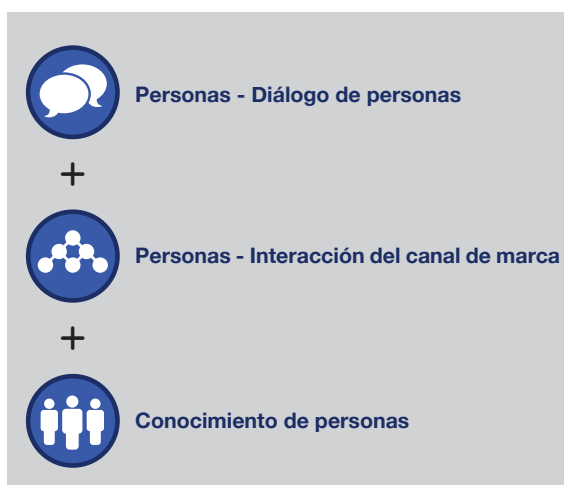 Personas - Diálogo de personas
+
Personas - Interacción del canal de marca
+
Conocimiento de personas